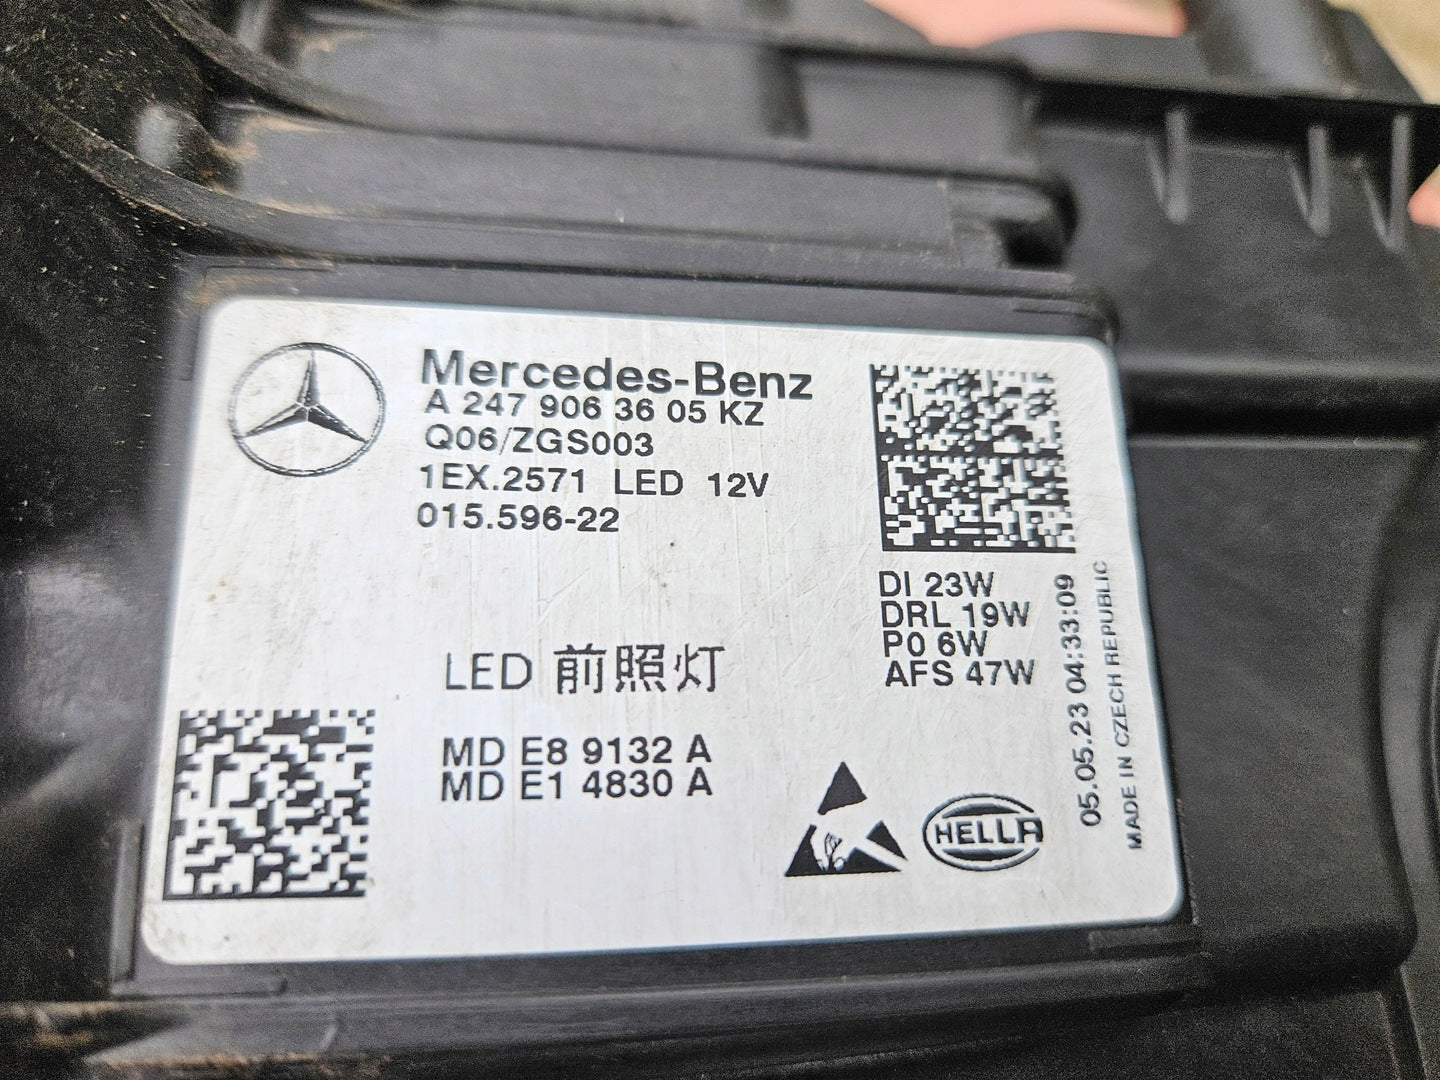 Mercedes-Benz
A 247 906 36 05 KZ
Q06/ZGS003
1EX.2571 LED 12V
015.596-22
DI 23W
DRL 19W
PO 6W
AFS 47W
LED 前照灯
MD E8 9132 A
MD E1 4830 A
HELLA
05.05.23 04:33:09
MADE IN CZECH REPUBLIC